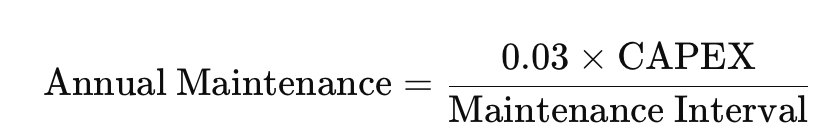 Annual Maintenance = 0.03 × CAPEX / Maintenance Interval